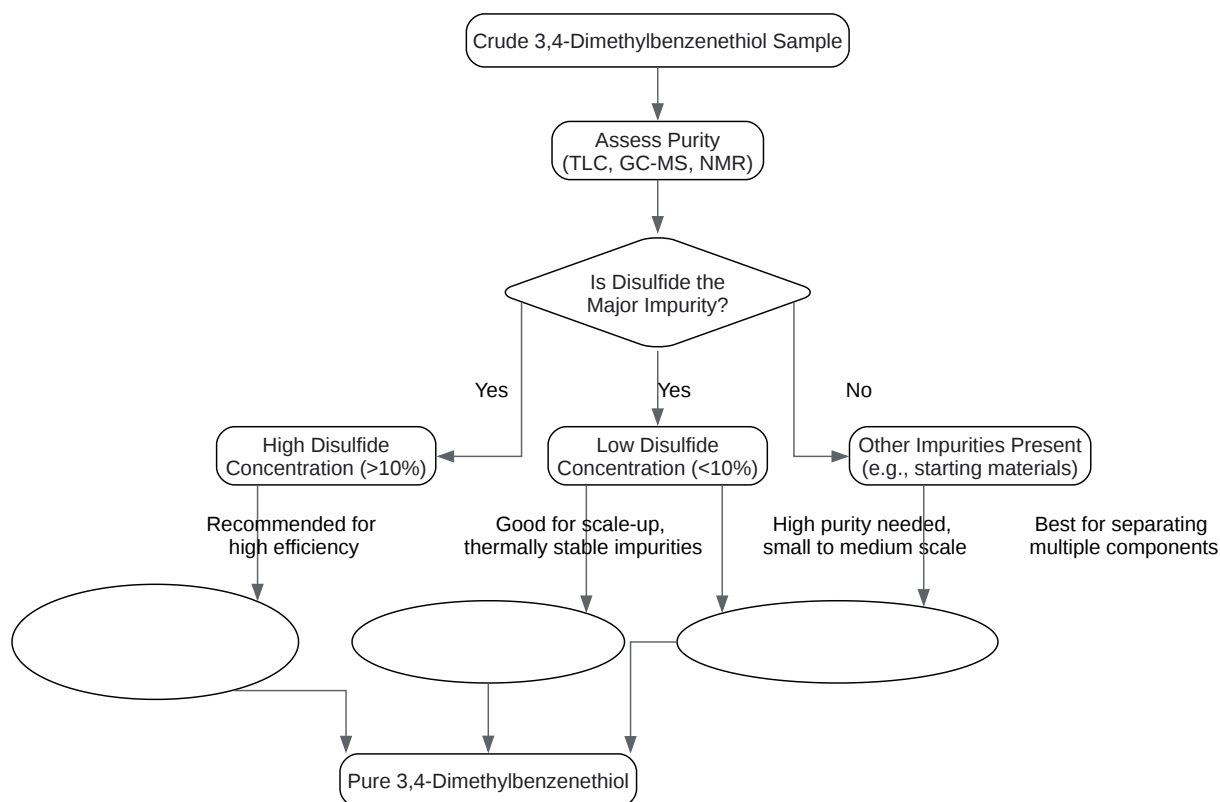 Crude 3,4-Dimethylbenzenethiol Sample
Assess Purity
(TLC, GC-MS, NMR)
Is Disulfide the
Major Impurity?
Yes
Yes
No
High Disulfide
Concentration (>10%)
Low Disulfide
Concentration (<10%)
Other Impurities Present
(e.g., starting materials)
Recommended for
high efficiency
Good for scale-up,
thermally stable impurities
High purity needed,
small to medium scale
Best for separating
multiple components
Pure 3,4-Dimethylbenzenethiol